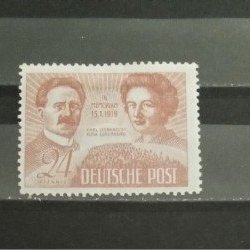 IN
MEMORIAM
15.1.1919
KARL LIEBKNECHT
ROSA LUXEMBURG
24
DEUTSCHE POST